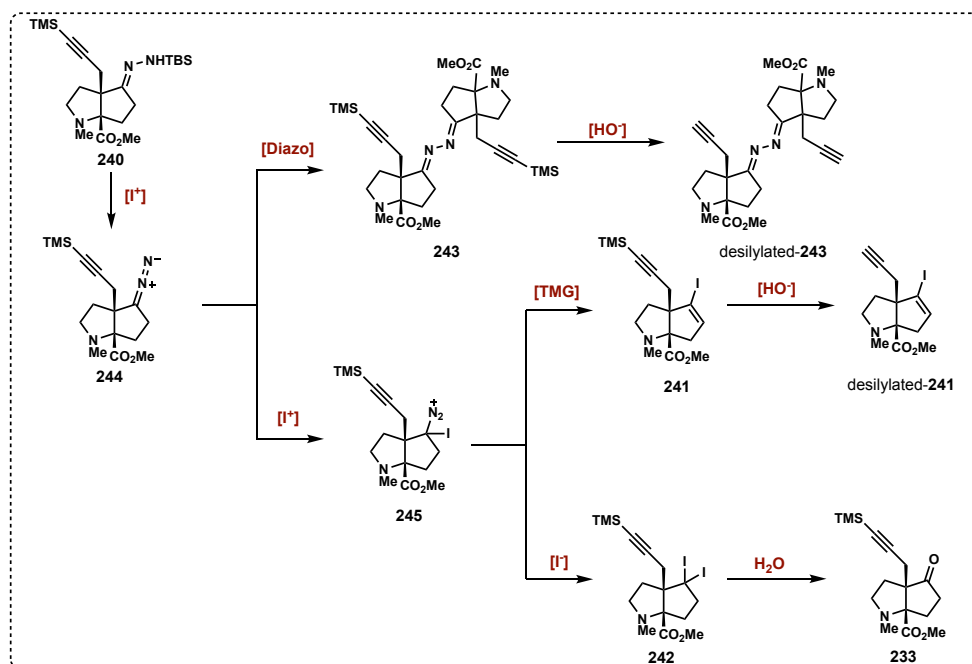 TMS
N
NHTBS
N
Me
CO₂Me
240
[I⁺]
TMS
N⁻
N⁺
N
Me
CO₂Me
244
[Diazo]
[I⁺]
MeO₂C
Me
N
TMS
N
N
TMS
N
Me
CO₂Me
243
[HO⁻]
MeO₂C
Me
N
N
N
N
Me
CO₂Me
desilylated-243
TMS
N₂⁺
I
N
Me
CO₂Me
245
[TMG]
[I⁻]
TMS
I
N
Me
CO₂Me
241
[HO⁻]
I
N
Me
CO₂Me
desilylated-241
TMS
I
I
N
Me
CO₂Me
242
H₂O
TMS
O
N
Me
CO₂Me
233